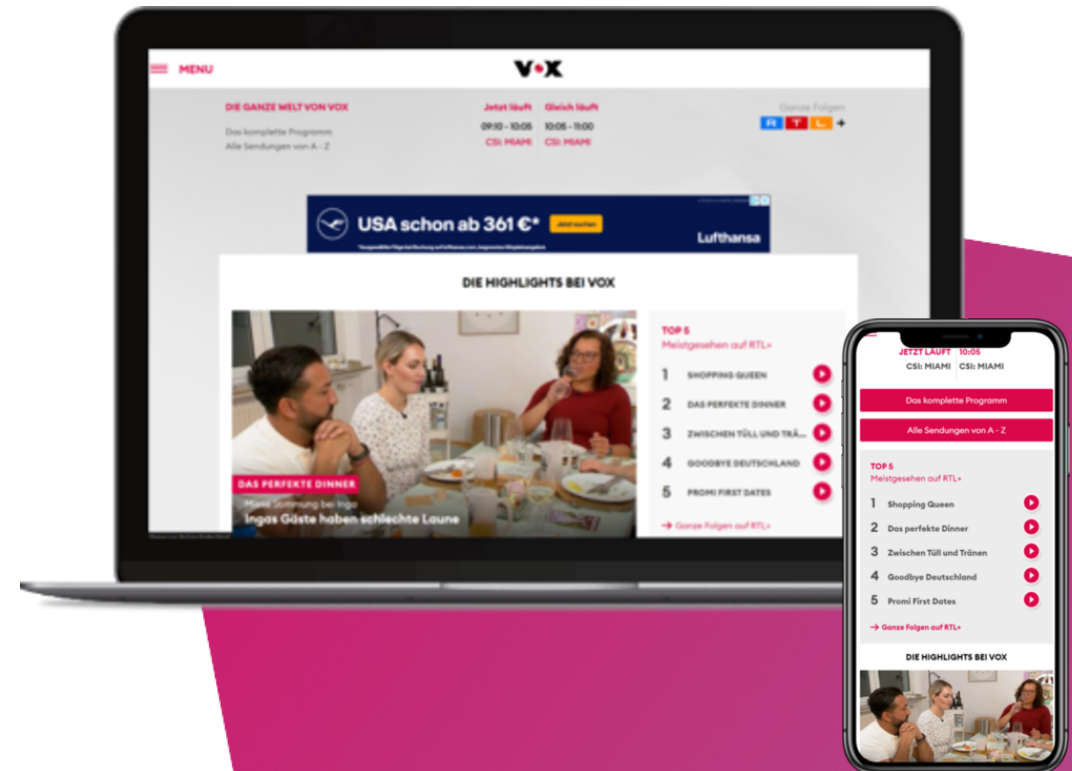 MENU
VOX
DIE GANZE WELT VON VOX
Das komplette Programm
Alle Sendungen von A - Z
Jetzt läuft
09:10 - 10:05
CSI: MIAMI
Gleich läuft
10:05 - 11:00
CSI: MIAMI
Ganze Folgen
RTL+
USA schon ab 361 €*
Jetzt suchen
Lufthansa
DIE HIGHLIGHTS BEI VOX
DAS PERFEKTE DINNER
Miese Stimmung bei Ingo
Ingas Gäste haben schlechte Laune
TOP 5
Meistgesehen auf RTL+
1 SHOPPING QUEEN
2 DAS PERFEKTE DINNER
3 ZWISCHEN TÜLL UND TRÄ...
4 GOODBYE DEUTSCHLAND
5 PROMI FIRST DATES
→ Ganze Folgen auf RTL+
JETZT LÄUFT
CSI: MIAMI
10:05
CSI: MIAMI
Das komplette Programm
Alle Sendungen von A - Z
TOP 5
Meistgesehen auf RTL+
1 Shopping Queen
2 Das perfekte Dinner
3 Zwischen Tüll und Tränen
4 Goodbye Deutschland
5 Promi First Dates
→ Ganze Folgen auf RTL+
DIE HIGHLIGHTS BEI VOX